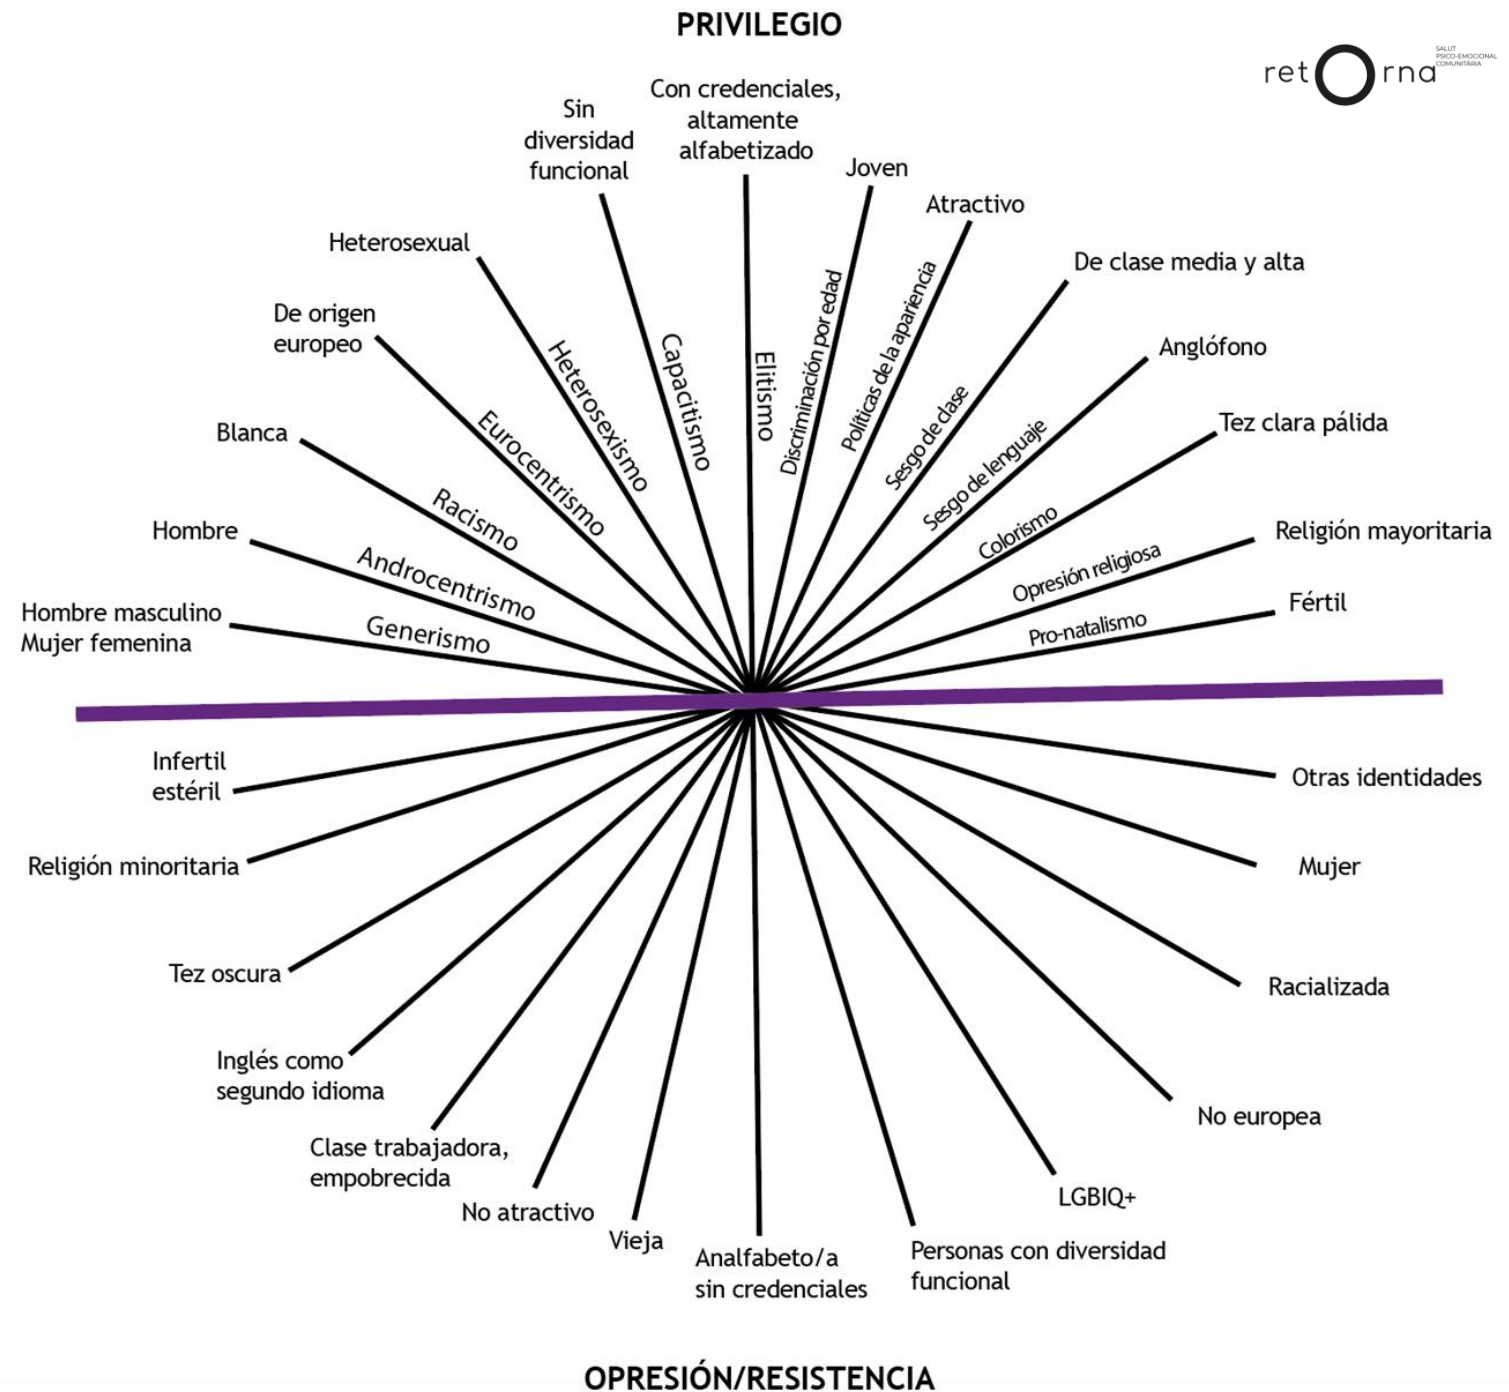 PRIVILEGIO
retOrna
SALUT
PSICO-EMOCIONAL
COMUNITÀRIA
Con credenciales,
altamente
alfabetizado
Sin
diversidad
funcional
Joven
Atractivo
Heterosexual
De clase media y alta
De origen
europeo
Anglófono
Blanca
Tez clara pálida
Hombre
Religión mayoritaria
Hombre masculino
Mujer femenina
Fértil
Generismo
Androcentrismo
Racismo
Eurocentrismo
Heterosexismo
Capacitismo
Elitismo
Discriminación por edad
Políticas de la apariencia
Sesgo de clase
Sesgo de lenguaje
Colorismo
Opresión religiosa
Pro-natalismo
Infertil
estéril
Otras identidades
Religión minoritaria
Mujer
Tez oscura
Racializada
Inglés como
segundo idioma
No europea
Clase trabajadora,
empobrecida
LGBIQ+
No atractivo
Vieja
Analfabeto/a
sin credenciales
Personas con diversidad
funcional
OPRESIÓN/RESISTENCIA